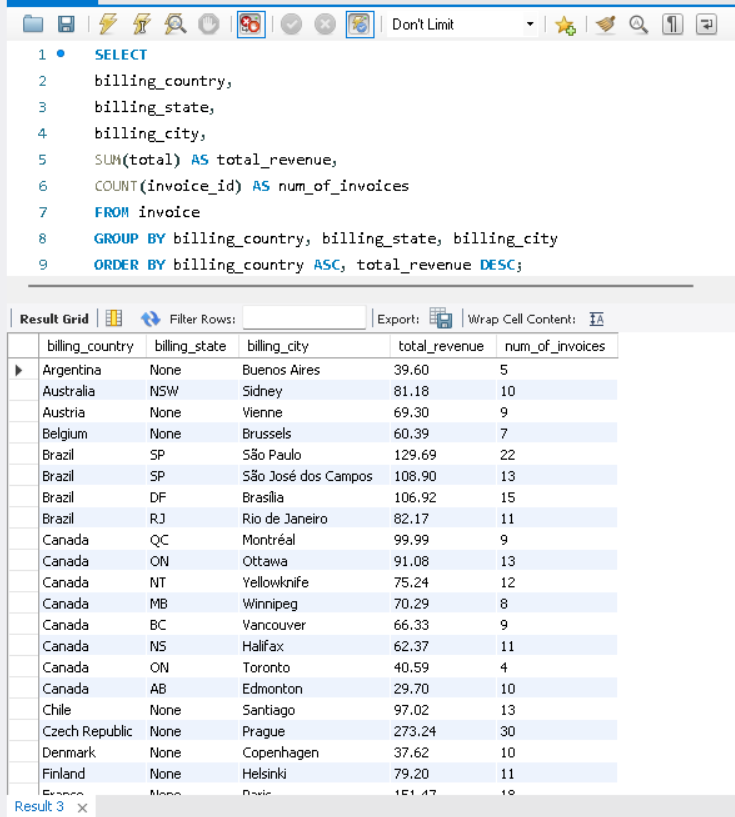 Don't Limit
1 SELECT
2 billing_country,
3 billing_state,
4 billing_city,
5 SUM(total) AS total_revenue,
6 COUNT(invoice_id) AS num_of_invoices
7 FROM invoice
8 GROUP BY billing_country, billing_state, billing_city
9 ORDER BY billing_country ASC, total_revenue DESC;
Result Grid Filter Rows: Export: Wrap Cell Content: IA
billing_country billing_state billing_city total_revenue num_of_invoices
Argentina None Buenos Aires 39.60 5
Australia NSW Sidney 81.18 10
Austria None Vienne 69.30 9
Belgium None Brussels 60.39 7
Brazil SP São Paulo 129.69 22
Brazil SP São José dos Campos 108.90 13
Brazil DF Brasília 106.92 15
Brazil RJ Rio de Janeiro 82.17 11
Canada QC Montréal 99.99 9
Canada ON Ottawa 91.08 13
Canada NT Yellowknife 75.24 12
Canada MB Winnipeg 70.29 8
Canada BC Vancouver 66.33 9
Canada NS Halifax 62.37 11
Canada ON Toronto 40.59 4
Canada AB Edmonton 29.70 10
Chile None Santiago 97.02 13
Czech Republic None Prague 273.24 30
Denmark None Copenhagen 37.62 10
Finland None Helsinki 79.20 11
France None Paris 151.47 18
Result 3